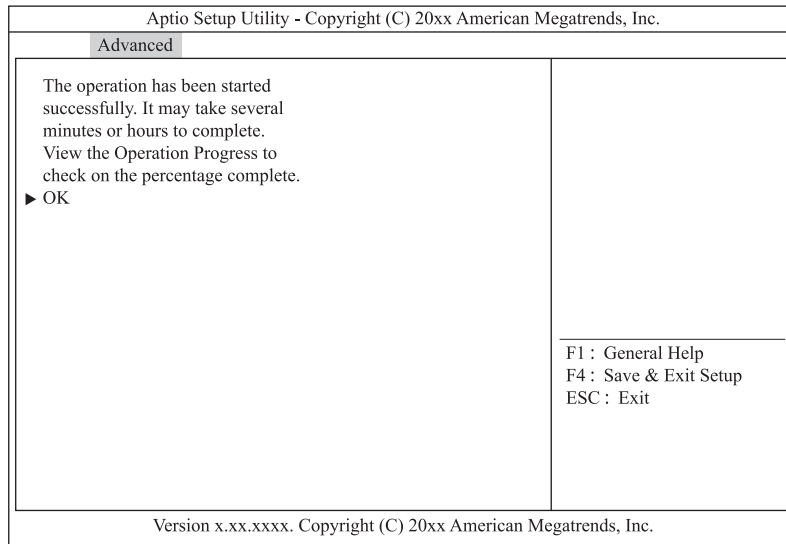 Aptio Setup Utility - Copyright (C) 20xx American Megatrends, Inc.
Advanced
The operation has been started
successfully. It may take several
minutes or hours to complete.
View the Operation Progress to
check on the percentage complete.
▶ OK
F1 : General Help
F4 : Save & Exit Setup
ESC : Exit
Version x.xx.xxxx. Copyright (C) 20xx American Megatrends, Inc.